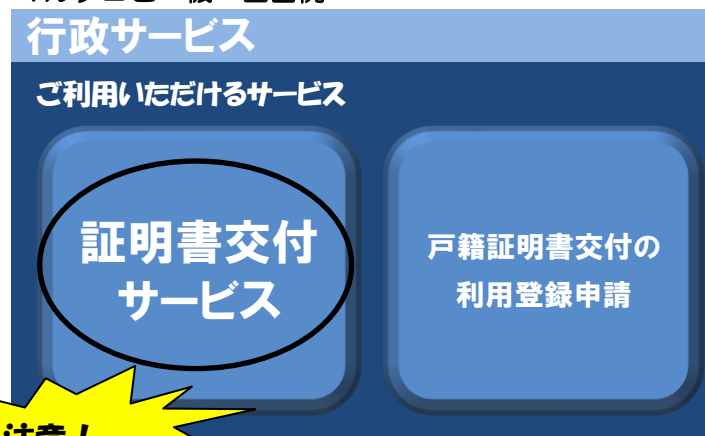 行政サービス
ご利用いただけるサービス
証明書交付
サービス
戸籍証明書交付の
利用登録申請
注意！